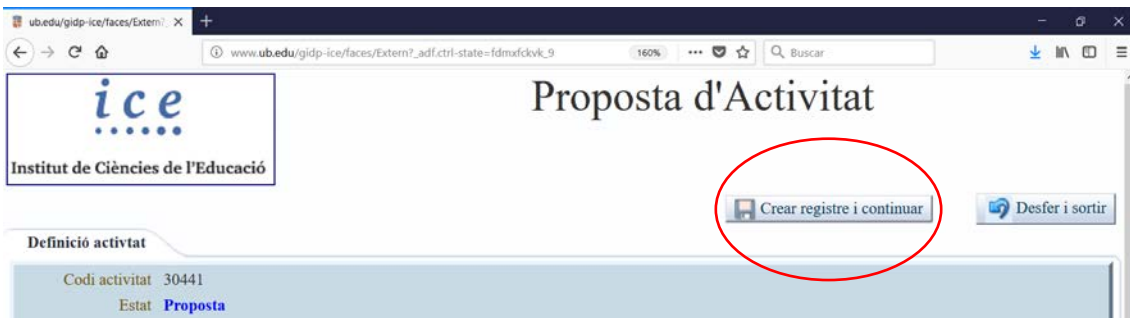 ub.edu/gidp-ice/faces/Extern?_
www.ub.edu/gidp-ice/faces/Extern?_adf.ctrl-state=fdmxfckvk_9
160%
Buscar
ice
Institut de Ciències de l'Educació
Proposta d'Activitat
Crear registre i continuar
Desfer i sortir
Definició activtat
Codi activitat 30441
Estat Proposta